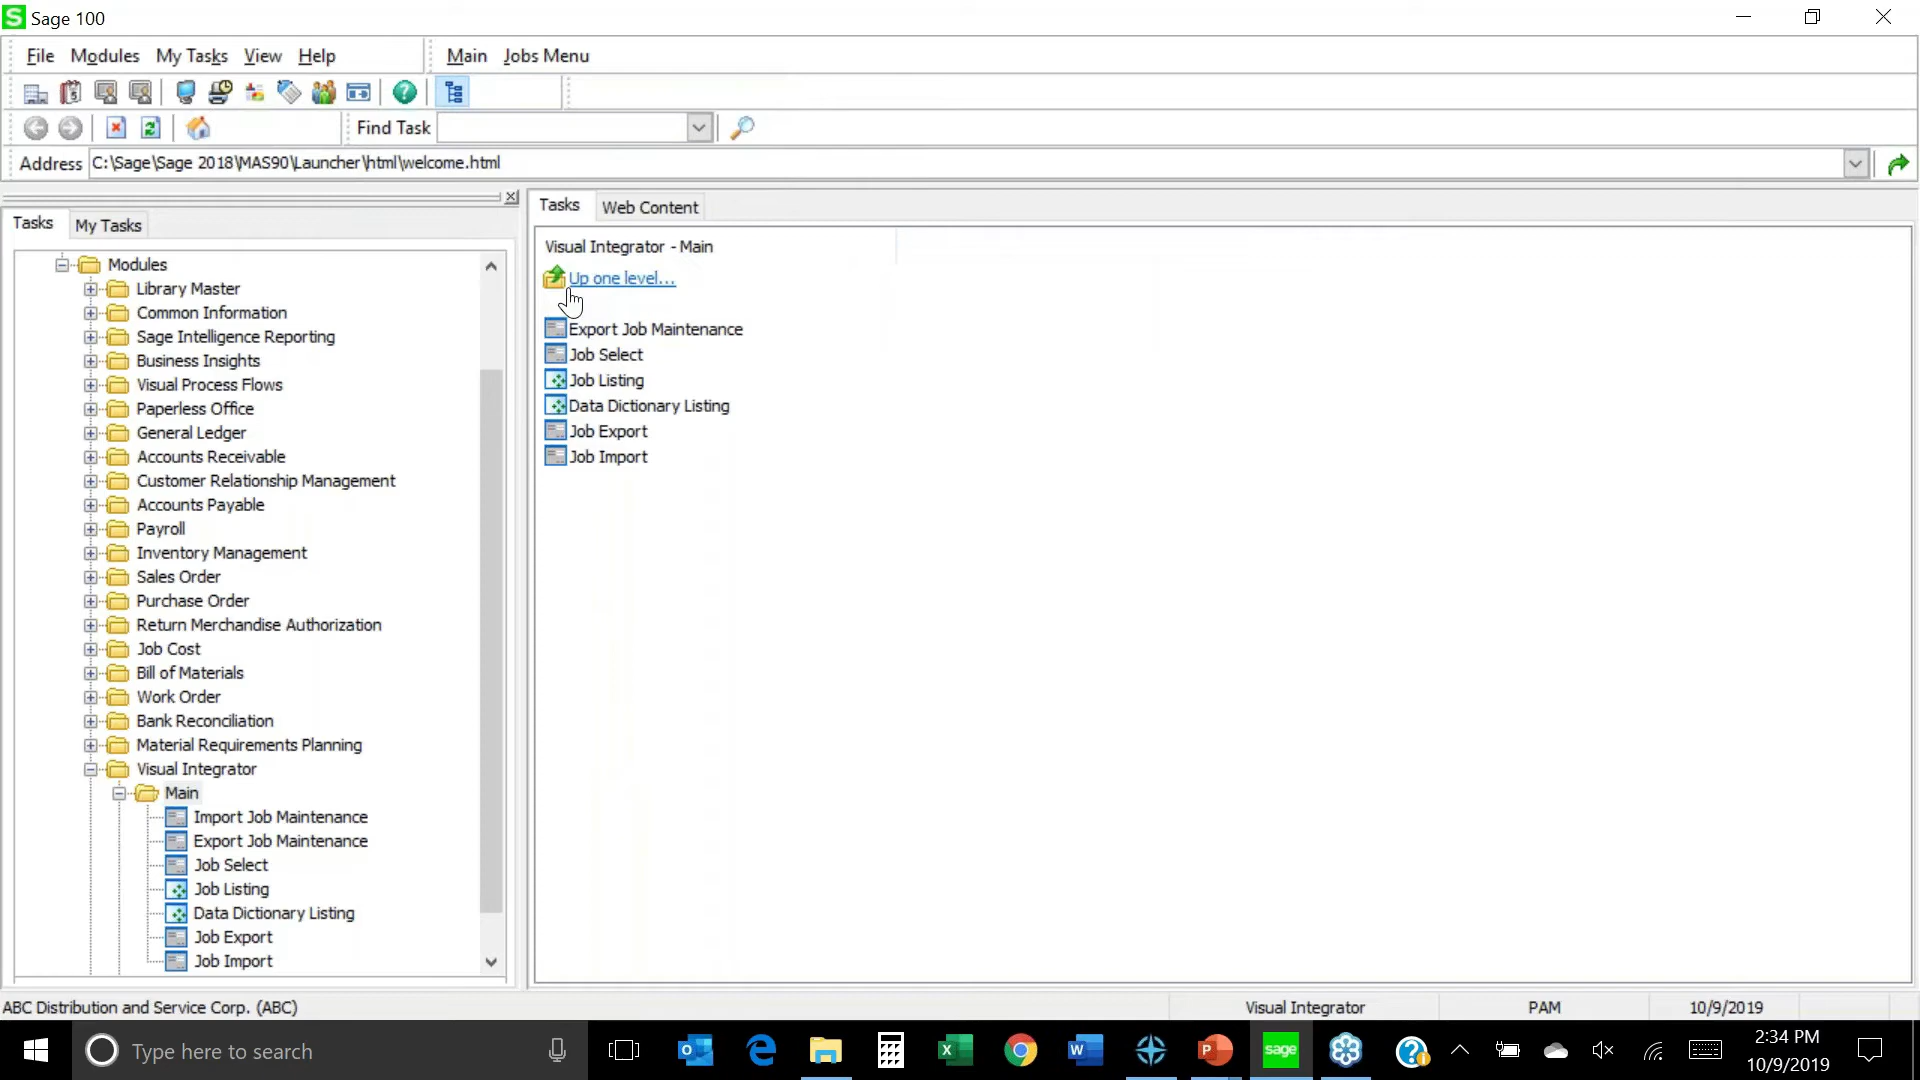 S Sage 100
File Modules My Tasks View Help Main Jobs Menu
Find Task
Address C:\Sage\Sage 2018\MAS90\Launcher\html\welcome.html
Tasks My Tasks
Modules
Library Master
Common Information
Sage Intelligence Reporting
Business Insights
Visual Process Flows
Paperless Office
General Ledger
Accounts Receivable
Customer Relationship Management
Accounts Payable
Payroll
Inventory Management
Sales Order
Purchase Order
Return Merchandise Authorization
Job Cost
Bill of Materials
Work Order
Bank Reconciliation
Material Requirements Planning
Visual Integrator
Main
Import Job Maintenance
Export Job Maintenance
Job Select
Job Listing
Data Dictionary Listing
Job Export
Job Import
Tasks Web Content
Visual Integrator - Main
Up one level...
Export Job Maintenance
Job Select
Job Listing
Data Dictionary Listing
Job Export
Job Import
ABC Distribution and Service Corp. (ABC) Visual Integrator PAM 10/9/2019
Type here to search
sage
2:34 PM
10/9/2019